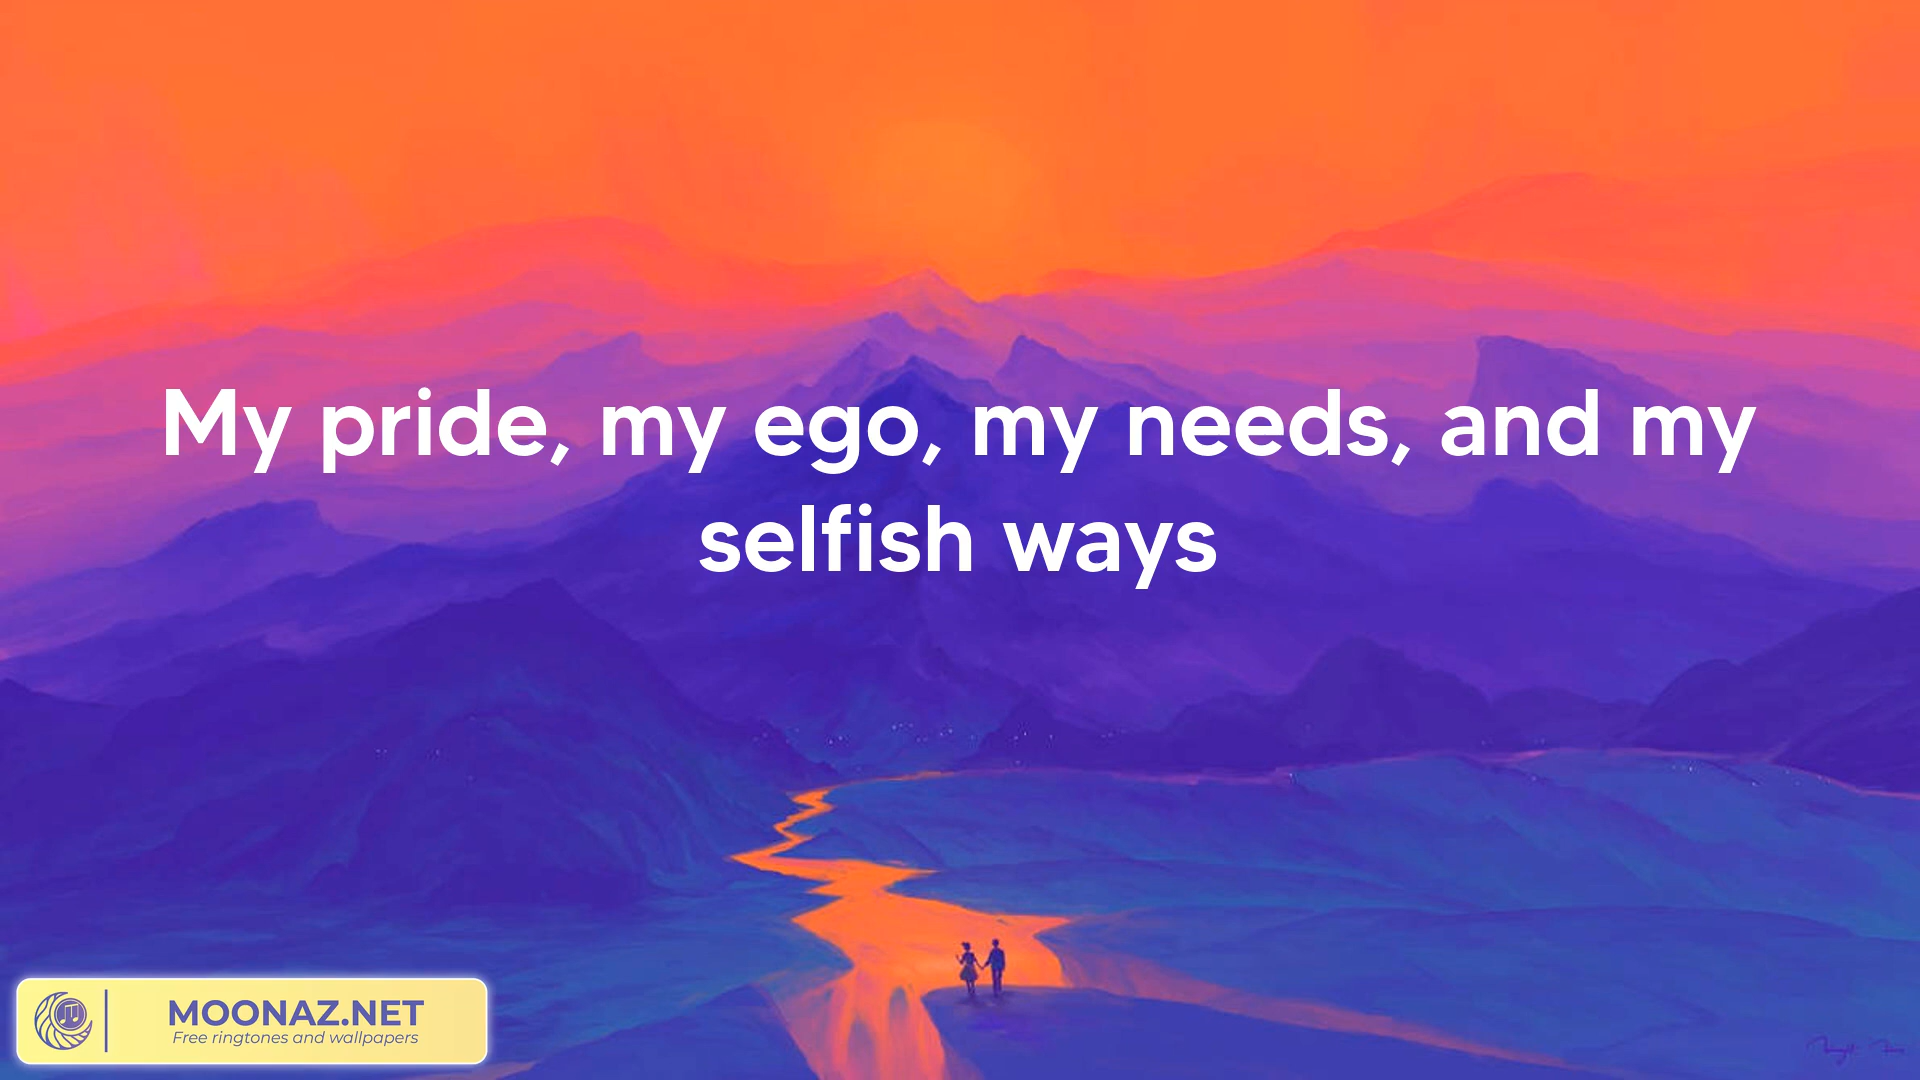 My pride, my ego, my needs, and my
selfish ways
MOONAZ.NET
Free ringtones and wallpapers